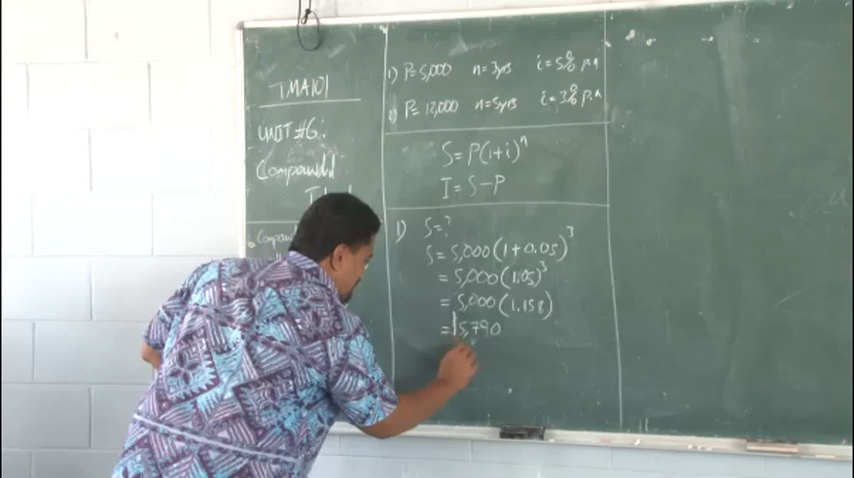 TMA101
UNIT #6:
Compound
1) P=5,000 n=3yrs i=5% p.a
2) P=12,000 n=5yrs i=3% p.a
S=P(1+i)^n
I=S-P
1) S=?
S=5,000(1+0.05)^3
=5,000(1.05)^3
=5,000(1.158)
=5,790